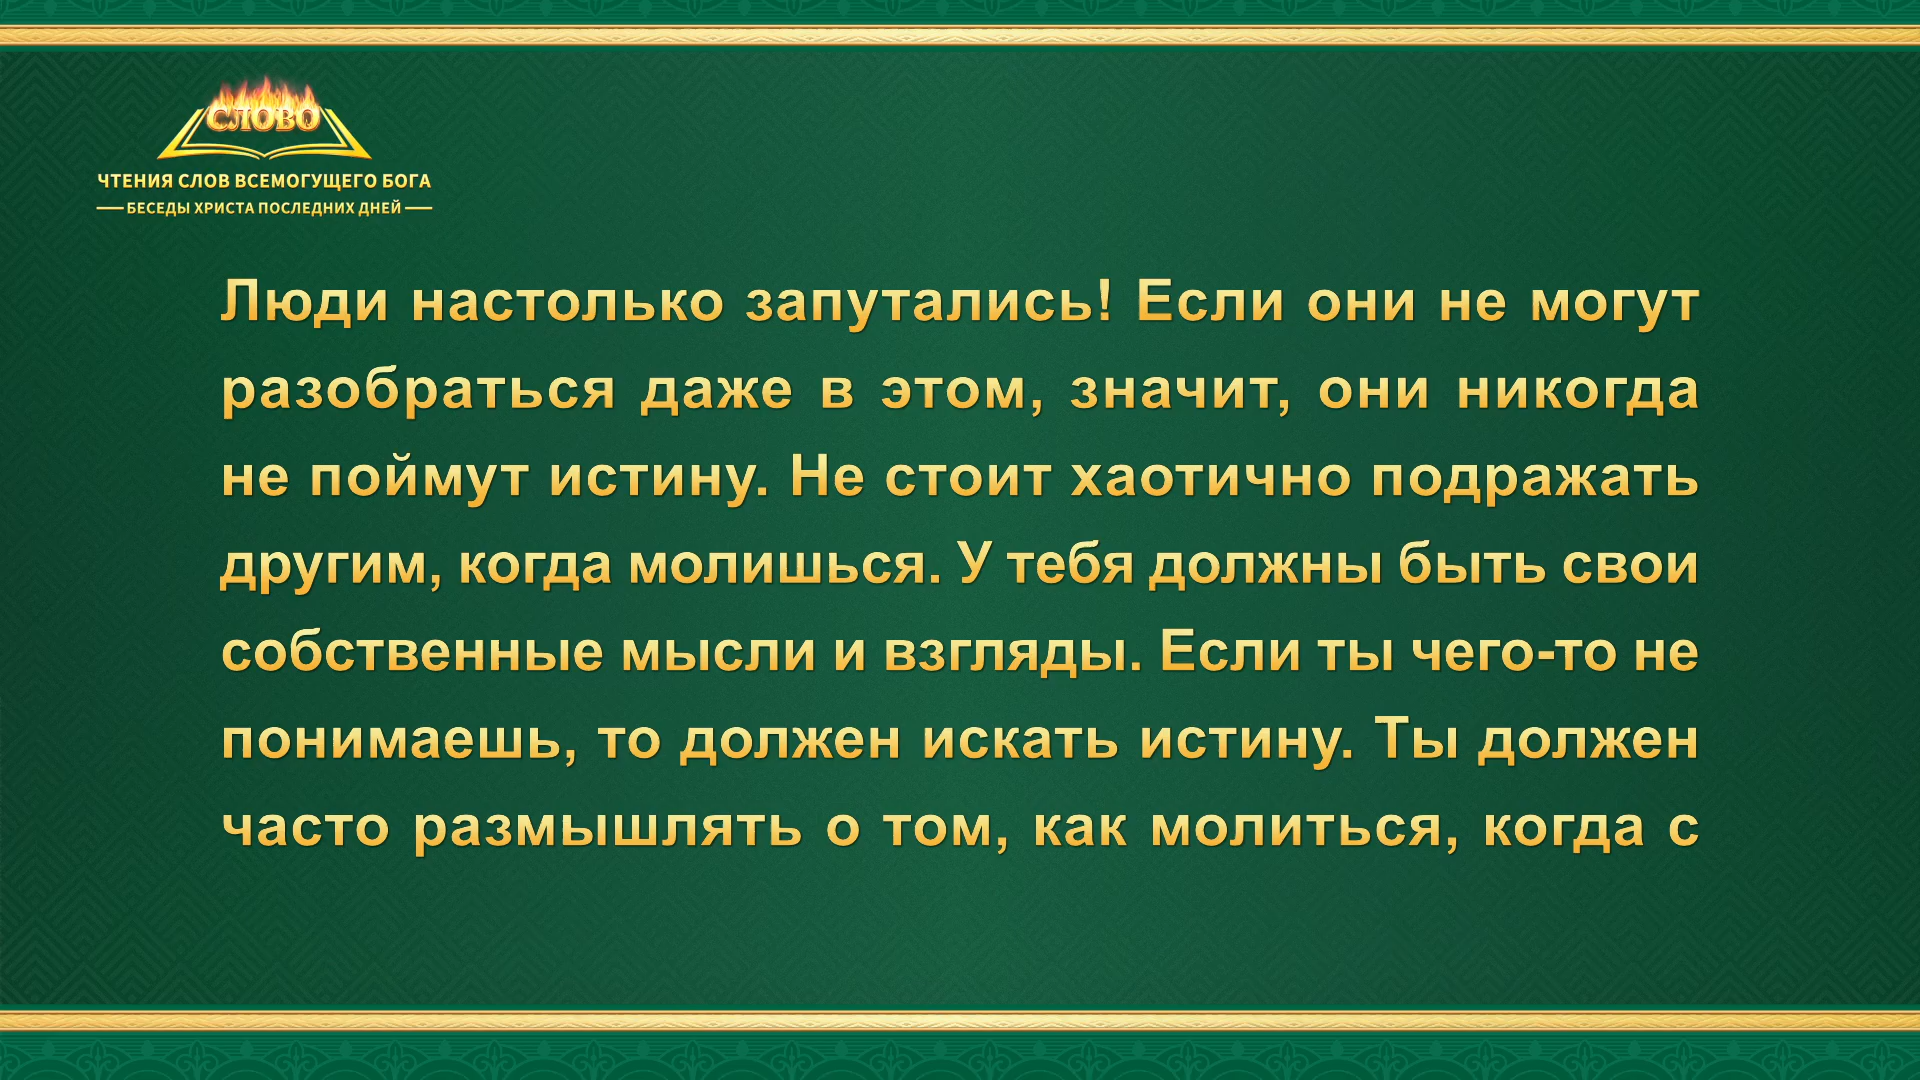 СЛОВО
ЧТЕНИЯ СЛОВ ВСЕМОГУЩЕГО БОГА
БЕСЕДЫ ХРИСТА ПОСЛЕДНИХ ДНЕЙ
Люди настолько запутались! Если они не могут
разобраться даже в этом, значит, они никогда
не поймут истину. Не стоит хаотично подражать
другим, когда молишься. У тебя должны быть свои
собственные мысли и взгляды. Если ты чего-то не
понимаешь, то должен искать истину. Ты должен
часто размышлять о том, как молиться, когда с